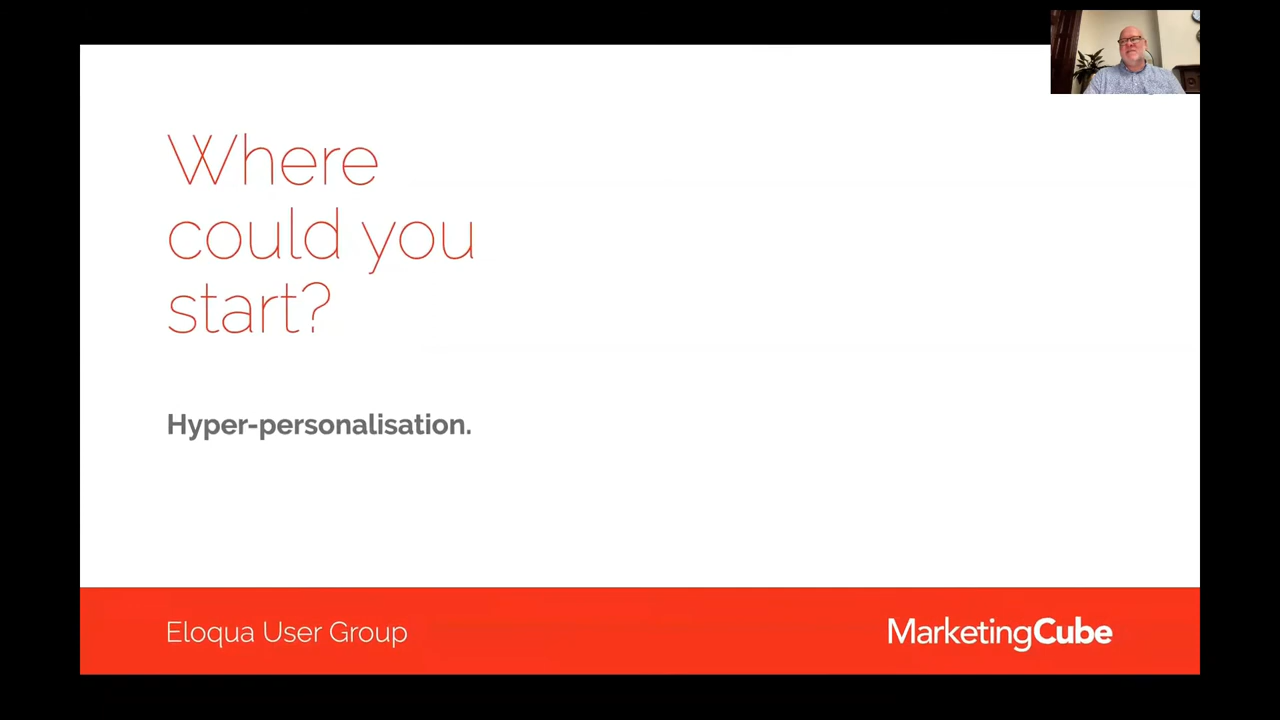 Where
could you
start?
Hyper-personalisation.
Eloqua User Group
MarketingCube